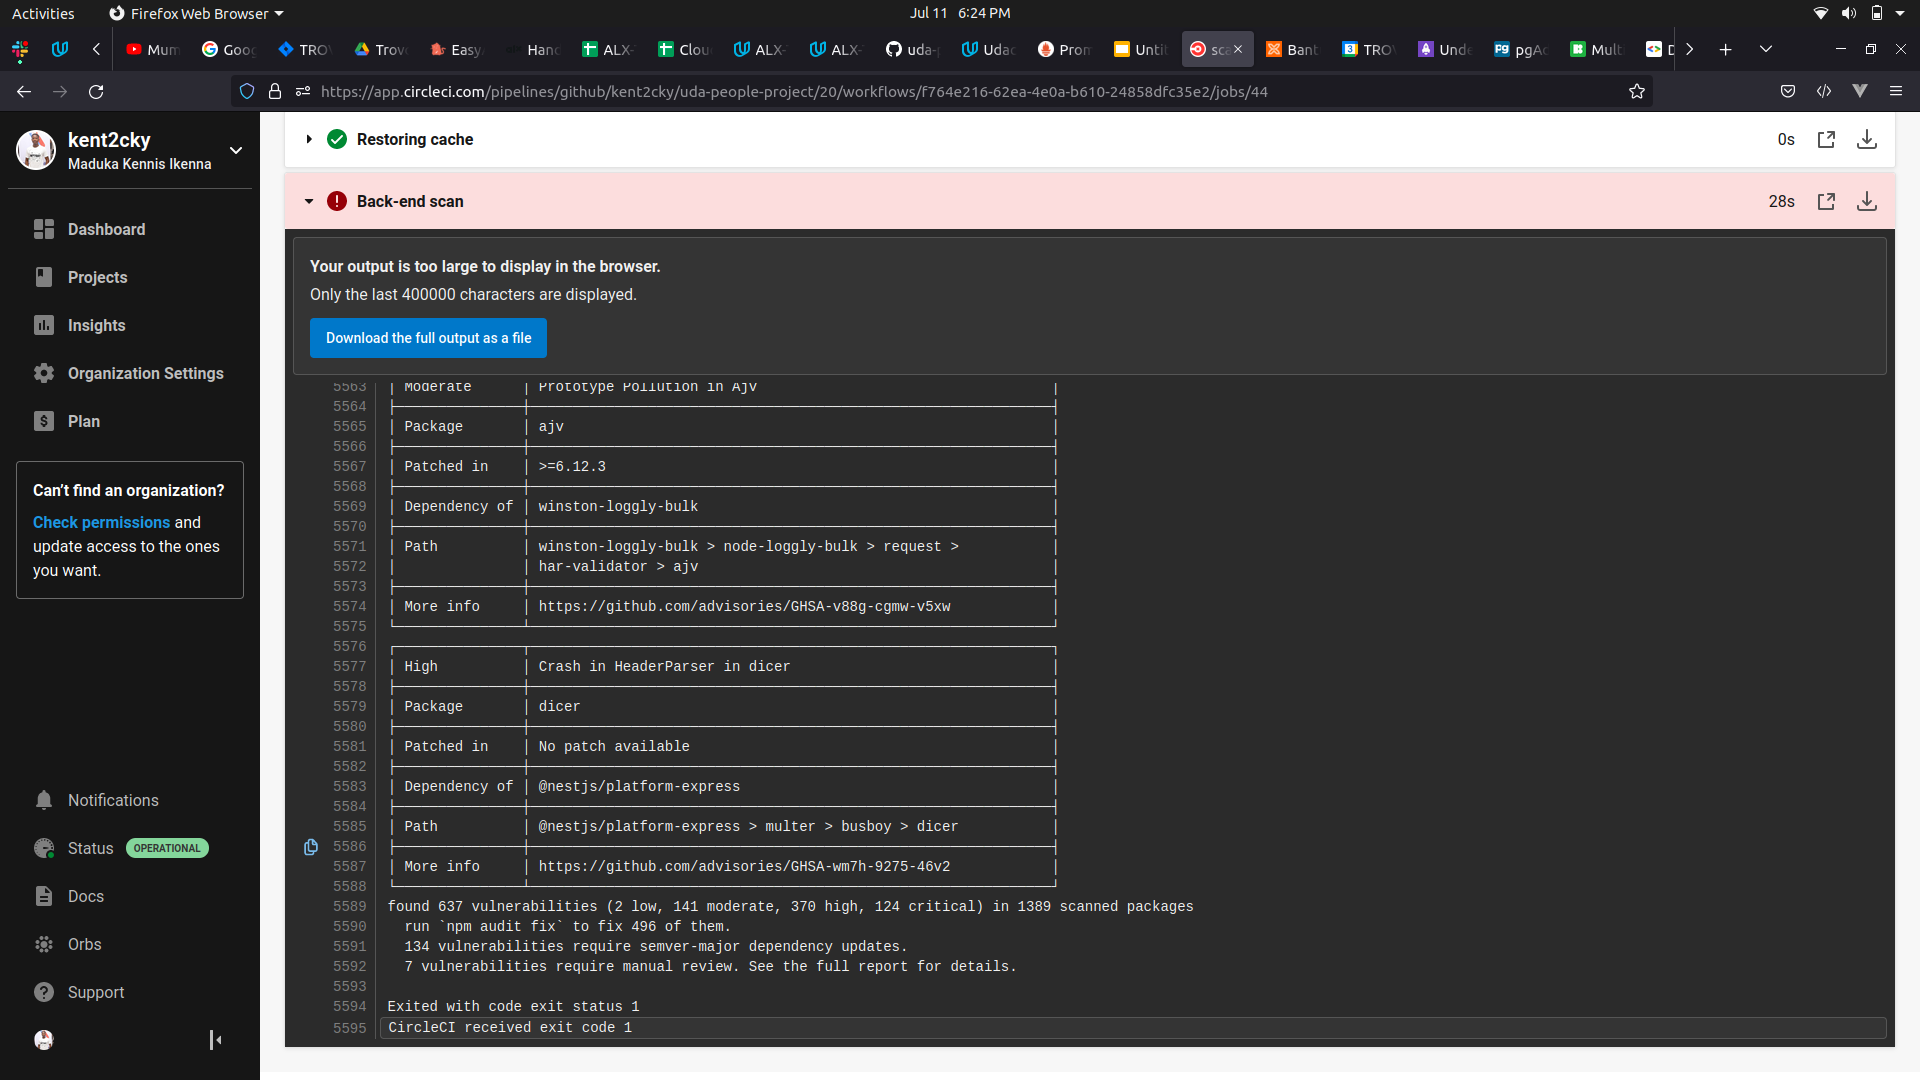 Activities
Firefox Web Browser
Jul 11 6:24 PM
Mum
Goog
TRO
Trov
Easy
Hand
ALX-
Clou
ALX-
ALX-
uda-
Udac
Prom
Unti
sca
Bant
TRO
Unde
pgAd
Mult
https://app.circleci.com/pipelines/github/kent2cky/uda-people-project/20/workflows/f764e216-62ea-4e0a-b610-24858dfc35e2/jobs/44
kent2cky
Maduka Kennis Ikenna
Dashboard
Projects
Insights
Organization Settings
Plan
Can't find an organization?
Check permissions and
update access to the ones
you want.
Notifications
Status OPERATIONAL
Docs
Orbs
Support
Restoring cache 0s
Back-end scan 28s
Your output is too large to display in the browser.
Only the last 400000 characters are displayed.
Download the full output as a file
5563 Moderate Prototype Pollution in Ajv
5564
5565 Package ajv
5566
5567 Patched in >=6.12.3
5568
5569 Dependency of winston-loggly-bulk
5570
5571 Path winston-loggly-bulk > node-loggly-bulk > request >
5572 har-validator > ajv
5573
5574 More info https://github.com/advisories/GHSA-v88g-cgmw-v5xw
5575
5576
5577 High Crash in HeaderParser in dicer
5578
5579 Package dicer
5580
5581 Patched in No patch available
5582
5583 Dependency of @nestjs/platform-express
5584
5585 Path @nestjs/platform-express > multer > busboy > dicer
5586
5587 More info https://github.com/advisories/GHSA-wm7h-9275-46v2
5588
5589 found 637 vulnerabilities (2 low, 141 moderate, 370 high, 124 critical) in 1389 scanned packages
5590 run `npm audit fix` to fix 496 of them.
5591 134 vulnerabilities require semver-major dependency updates.
5592 7 vulnerabilities require manual review. See the full report for details.
5593
5594 Exited with code exit status 1
5595 CircleCI received exit code 1